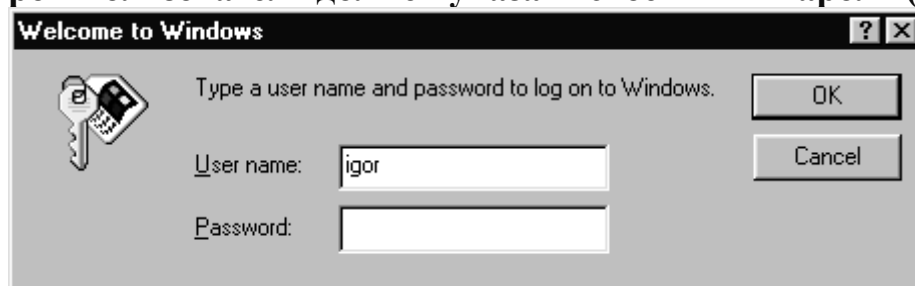 Welcome to Windows
Type a user name and password to log on to Windows.
OK
User name: igor
Cancel
Password: